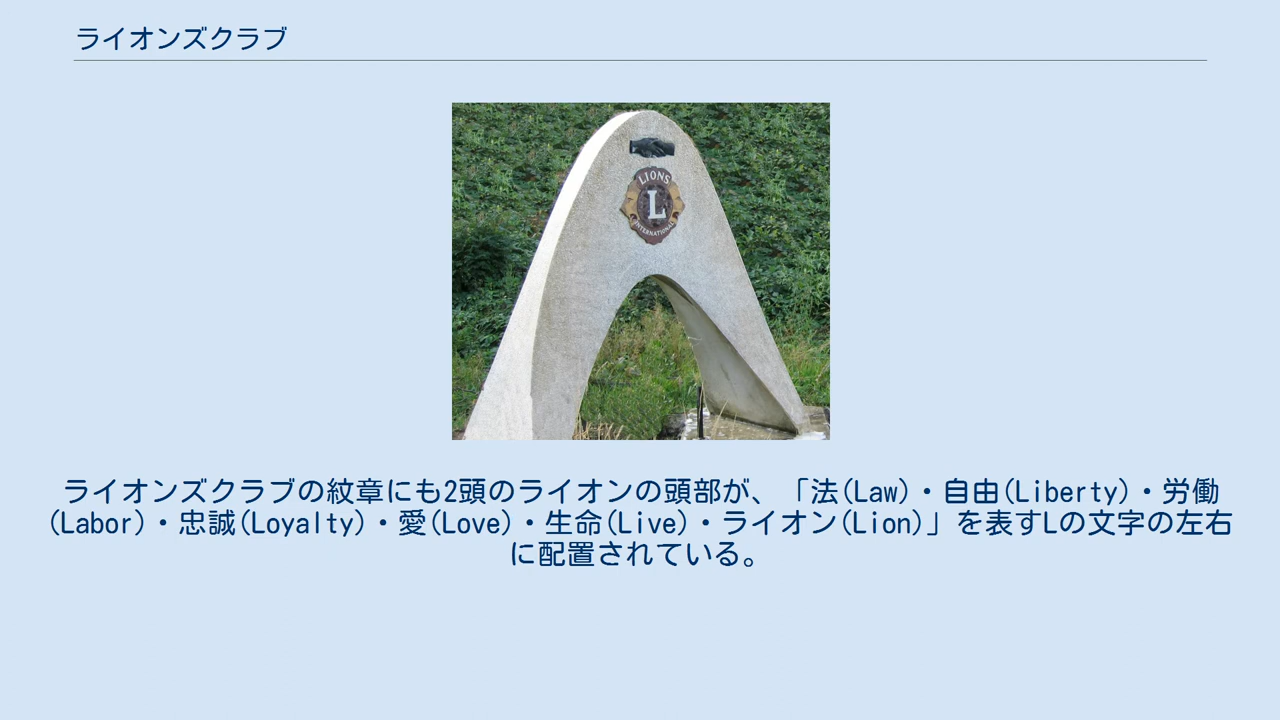 ライオンズクラブ
LIONS
L
INTERNATIONAL
ライオンズクラブの紋章にも2頭のライオンの頭部が、「法(Law)・自由(Liberty)・労働
(Labor)・忠誠(Loyalty)・愛(Love)・生命(Live)・ライオン(Lion)」を表すLの文字の左右
に配置されている。